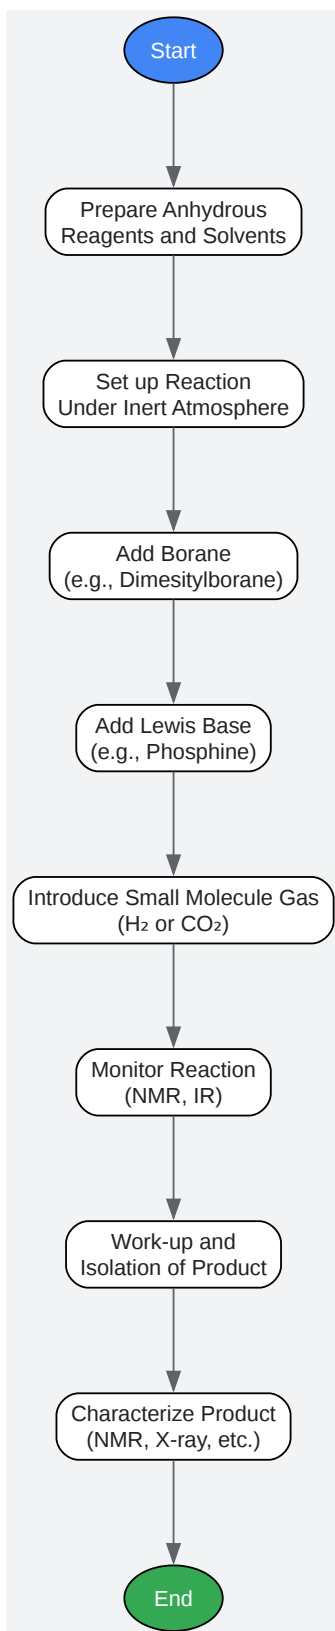 Start
Prepare Anhydrous
Reagents and Solvents
Set up Reaction
Under Inert Atmosphere
Add Borane
(e.g., Dimesitylborane)
Add Lewis Base
(e.g., Phosphine)
Introduce Small Molecule Gas
(H₂ or CO₂)
Monitor Reaction
(NMR, IR)
Work-up and
Isolation of Product
Characterize Product
(NMR, X-ray, etc.)
End